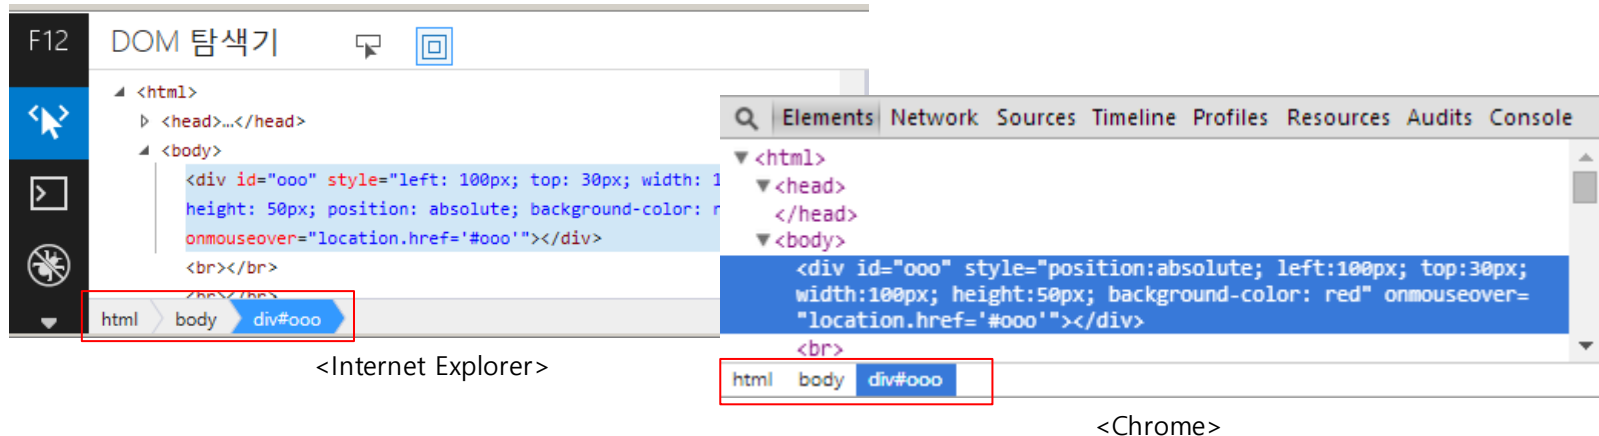 F12
DOM 탐색기
<html>
<head>…</head>
<body>
<div id="ooo" style="left: 100px; top: 30px; width: 1
height: 50px; position: absolute; background-color: r
onmouseover="location.href='#ooo'"></div>
<br></br>
<br></br>
html body div#ooo
<Internet Explorer>
Elements Network Sources Timeline Profiles Resources Audits Console
<html>
<head>
</head>
<body>
<div id="ooo" style="position:absolute; left:100px; top:30px;
width:100px; height:50px; background-color: red" onmouseover=
"location.href='#ooo'"></div>
<br>
html body div#ooo
<Chrome>